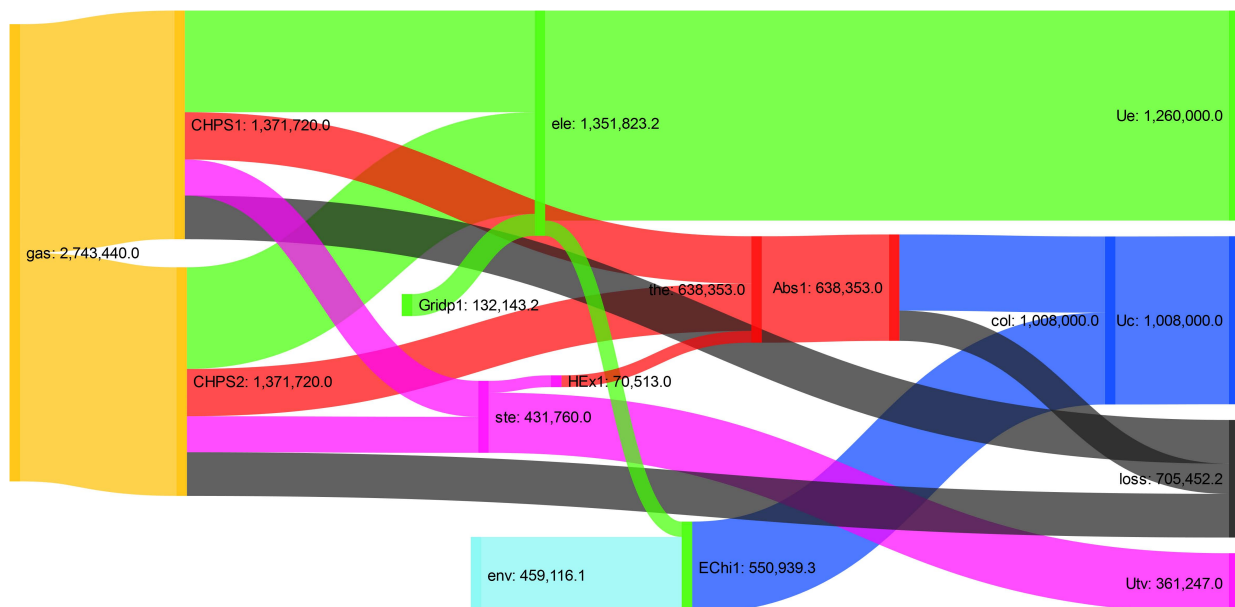 Ue: 1,260,000.0
CHPS1: 1,371,720.0
ele: 1,351,823.2
gas: 2,743,440.0
the: 638,353.0
Abs1: 638,353.0
Gridp1: 132,143.2
col: 1,008,000.0
Uc: 1,008,000.0
CHPS2: 1,371,720.0
HEx1: 70,513.0
ste: 431,760.0
loss: 705,452.2
EChi1: 550,939.3
env: 459,116.1
Utv: 361,247.0